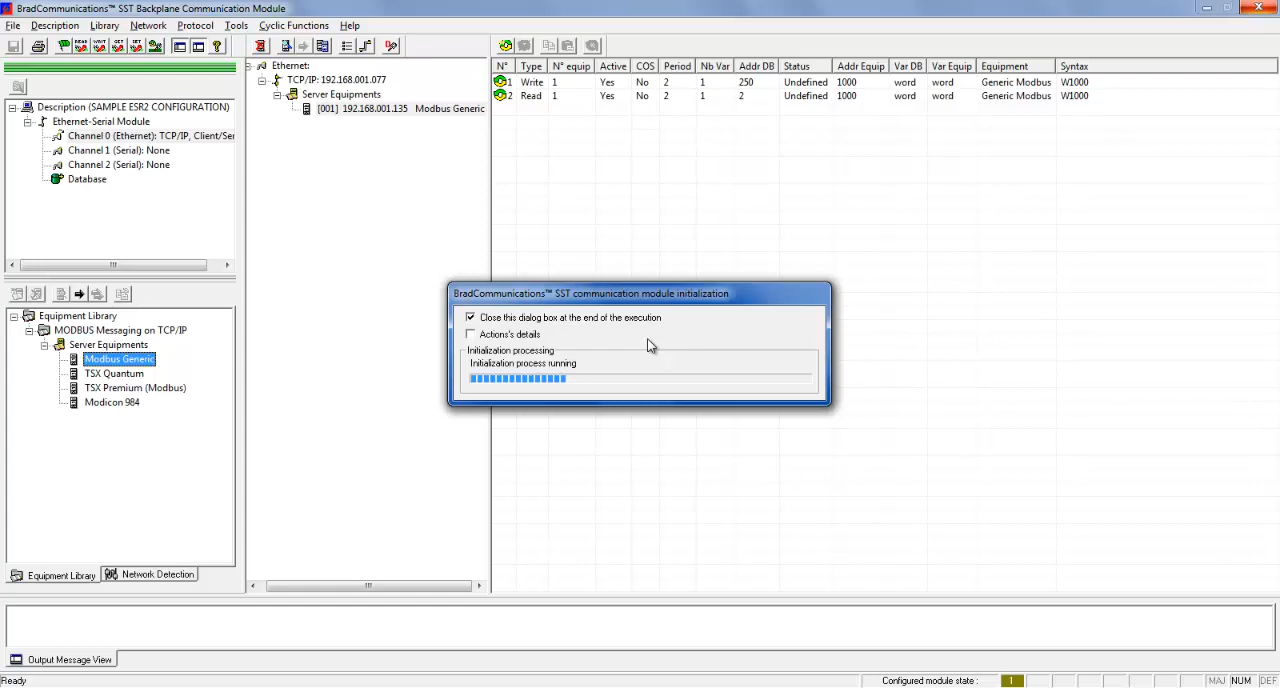 BradCommunications™ SST Backplane Communication Module
File Description Library Network Protocol Tools Cyclic Functions Help
Description (SAMPLE ESR2 CONFIGURATION)
Ethernet-Serial Module
Channel 0 (Ethernet): TCP/IP, Client/Ser
Channel 1 (Serial): None
Channel 2 (Serial): None
Database
Equipment Library
MODBUS Messaging on TCP/IP
Server Equipments
Modbus Generic
TSX Quantum
TSX Premium (Modbus)
Modicon 984
Equipment Library Network Detection
Ethernet:
TCP/IP: 192.168.001.077
Server Equipments
[001] 192.168.001.135 Modbus Generic
N° Type N° equip Active COS Period Nb Var Addr DB Status Addr Equip Var DB Var Equip Equipment Syntax
1 Write 1 Yes No 2 1 250 Undefined 1000 word word Generic Modbus W1000
2 Read 1 Yes No 2 1 2 Undefined 1000 word word Generic Modbus W1000
BradCommunications™ SST communication module initialization
Close this dialog box at the end of the execution
Actions's details
Initialization processing
Initialization process running
Output Message View
Ready
Configured module state : 1 MAJ NUM DEF